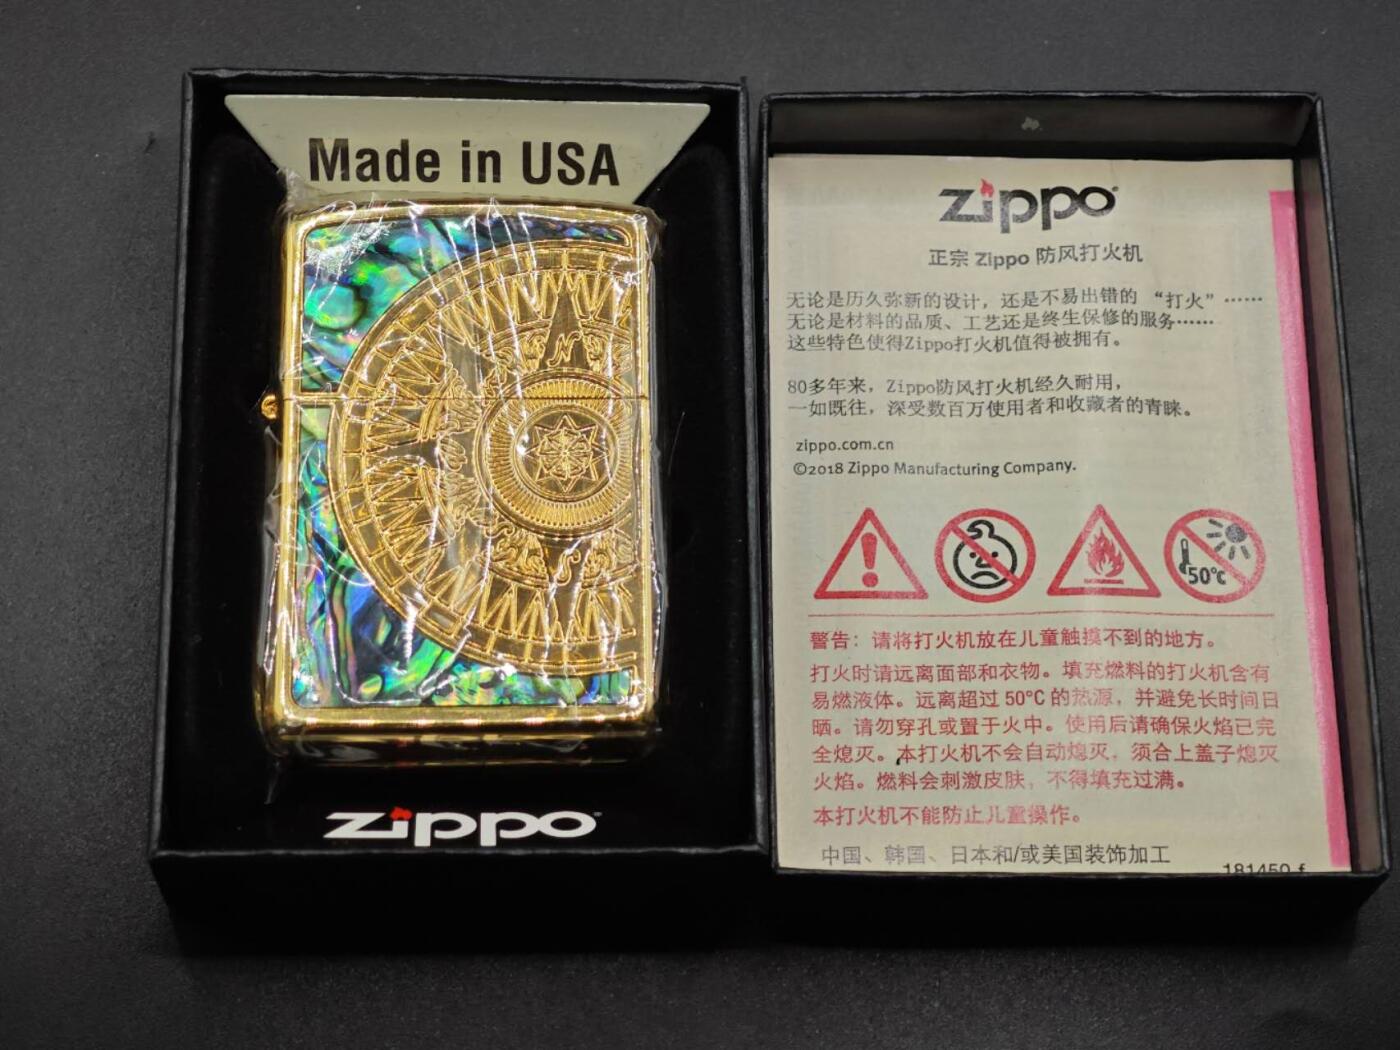 Made in USA
N
S
zippo
zippo
正宗 Zippo 防风打火机
无论是历久弥新的设计，还是不易出错的 “打火”……
无论是材料的品质、工艺还是终生保修的服务……
这些特色使得Zippo打火机值得被拥有。
80多年来，Zippo防风打火机经久耐用，
一如既往，深受数百万使用者和收藏者的青睐。
zippo.com.cn
©2018 Zippo Manufacturing Company.
50°C
警告：请将打火机放在儿童触摸不到的地方。
打火时请远离面部和衣物。填充燃料的打火机含有
易燃液体。远离超过 50°C 的热源，并避免长时间日
晒。请勿穿孔或置于火中。使用后请确保火焰已完
全熄灭。本打火机不会自动熄灭，须合上盖子熄灭
火焰。燃料会刺激皮肤，不得填充过满。
本打火机不能防止儿童操作。
中国、韩国、日本和/或美国装饰加工